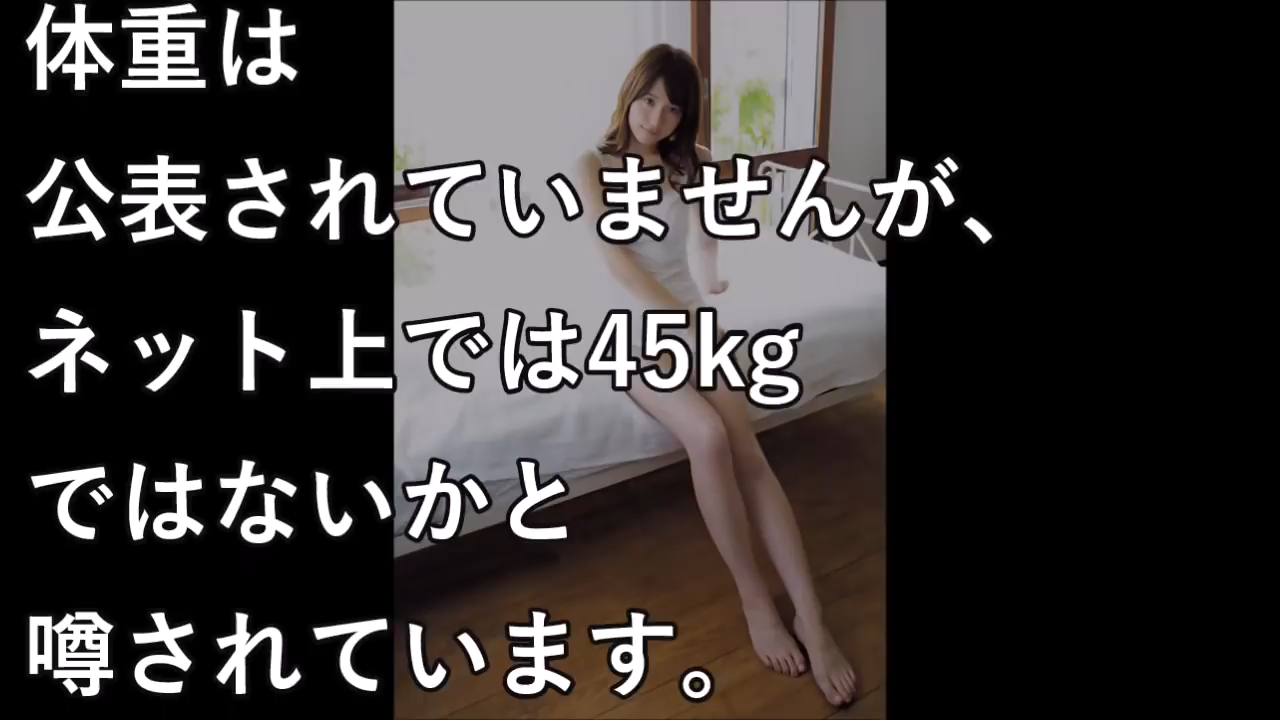 体重は
公表されていませんが、
ネット上では45kg
ではないかと
噂されています。